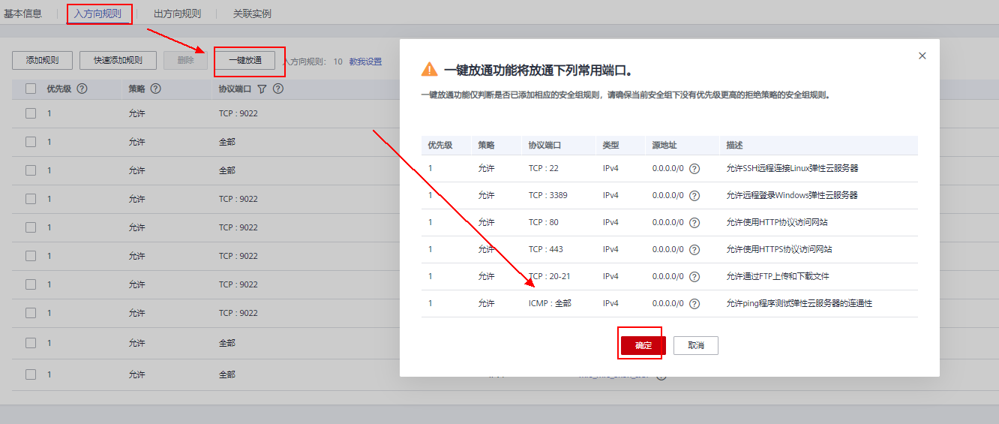 基本信息 入方向规则 出方向规则 关联实例
添加规则 快速添加规则 删除 一键放通 入方向规则: 10 教我设置
优先级 策略 协议端口
1 允许 TCP : 9022
1 允许 全部
1 允许 全部
1 允许 TCP : 9022
1 允许 TCP : 9022
1 允许 TCP : 9022
1 允许 TCP : 9022
1 允许 TCP : 9022
1 允许 全部
1 允许 全部
一键放通功能将放通下列常用端口。
一键放通功能仅判断是否已添加相应的安全组规则，请确保当前安全组下没有优先级更高的拒绝策略的安全组规则。
优先级 策略 协议端口 类型 源地址 描述
1 允许 TCP : 22 IPv4 0.0.0.0/0 允许SSH远程连接Linux弹性云服务器
1 允许 TCP : 3389 IPv4 0.0.0.0/0 允许远程登录Windows弹性云服务器
1 允许 TCP : 80 IPv4 0.0.0.0/0 允许使用HTTP协议访问网站
1 允许 TCP : 443 IPv4 0.0.0.0/0 允许使用HTTPS协议访问网站
1 允许 TCP : 20-21 IPv4 0.0.0.0/0 允许通过FTP上传和下载文件
1 允许 ICMP : 全部 IPv4 0.0.0.0/0 允许ping程序测试弹性云服务器的连通性
确定 取消